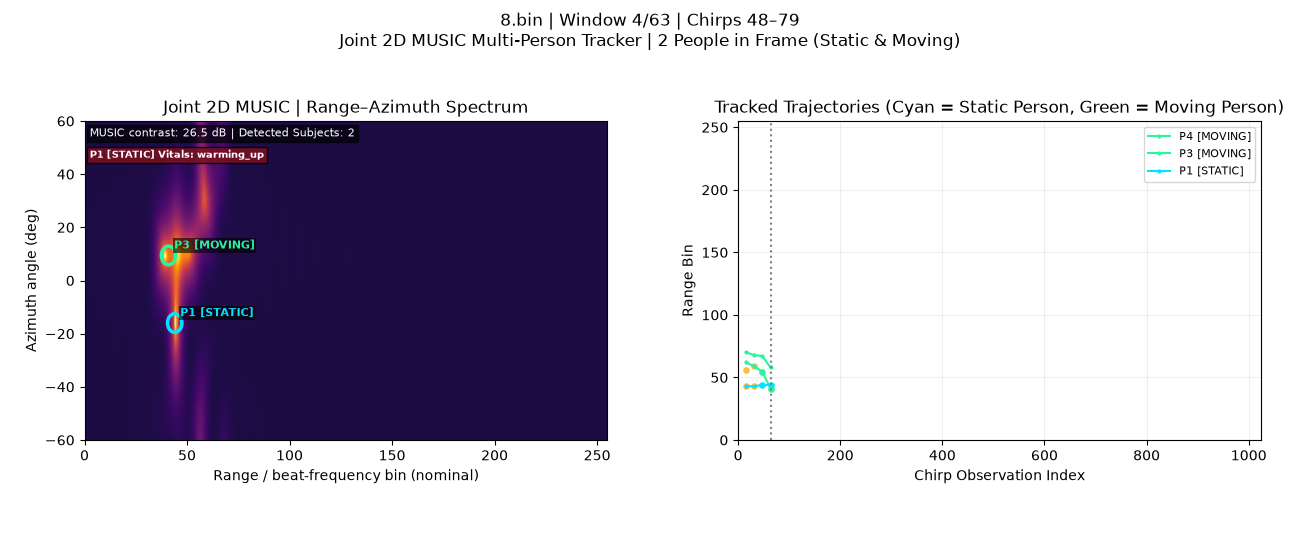 8.bin | Window 4/63 | Chirps 48–79
Joint 2D MUSIC Multi-Person Tracker | 2 People in Frame (Static & Moving)
Joint 2D MUSIC | Range–Azimuth Spectrum
MUSIC contrast: 26.5 dB | Detected Subjects: 2
P1 [STATIC] Vitals: warming_up
P3 [MOVING]
P1 [STATIC]
60
40
20
0
−20
−40
−60
Azimuth angle (deg)
0
50
100
150
200
250
Range / beat-frequency bin (nominal)
Tracked Trajectories (Cyan = Static Person, Green = Moving Person)
P4 [MOVING]
P3 [MOVING]
P1 [STATIC]
250
200
150
100
50
0
Range Bin
0
200
400
600
800
1000
Chirp Observation Index